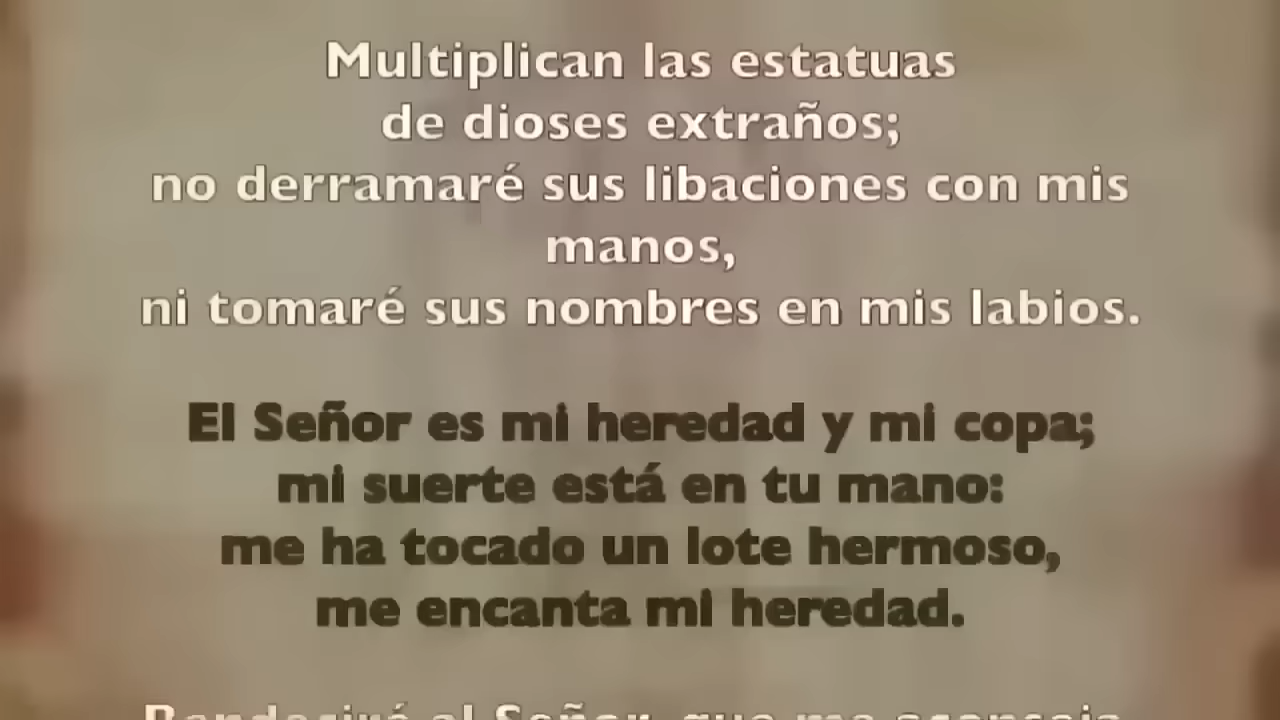 Multiplican las estatuas
de dioses extraños;
no derramaré sus libaciones con mis
manos,
ni tomaré sus nombres en mis labios.
El Señor es mi heredad y mi copa;
mi suerte está en tu mano:
me ha tocado un lote hermoso,
me encanta mi heredad.
Bendeciré al Señor, que me aconseja